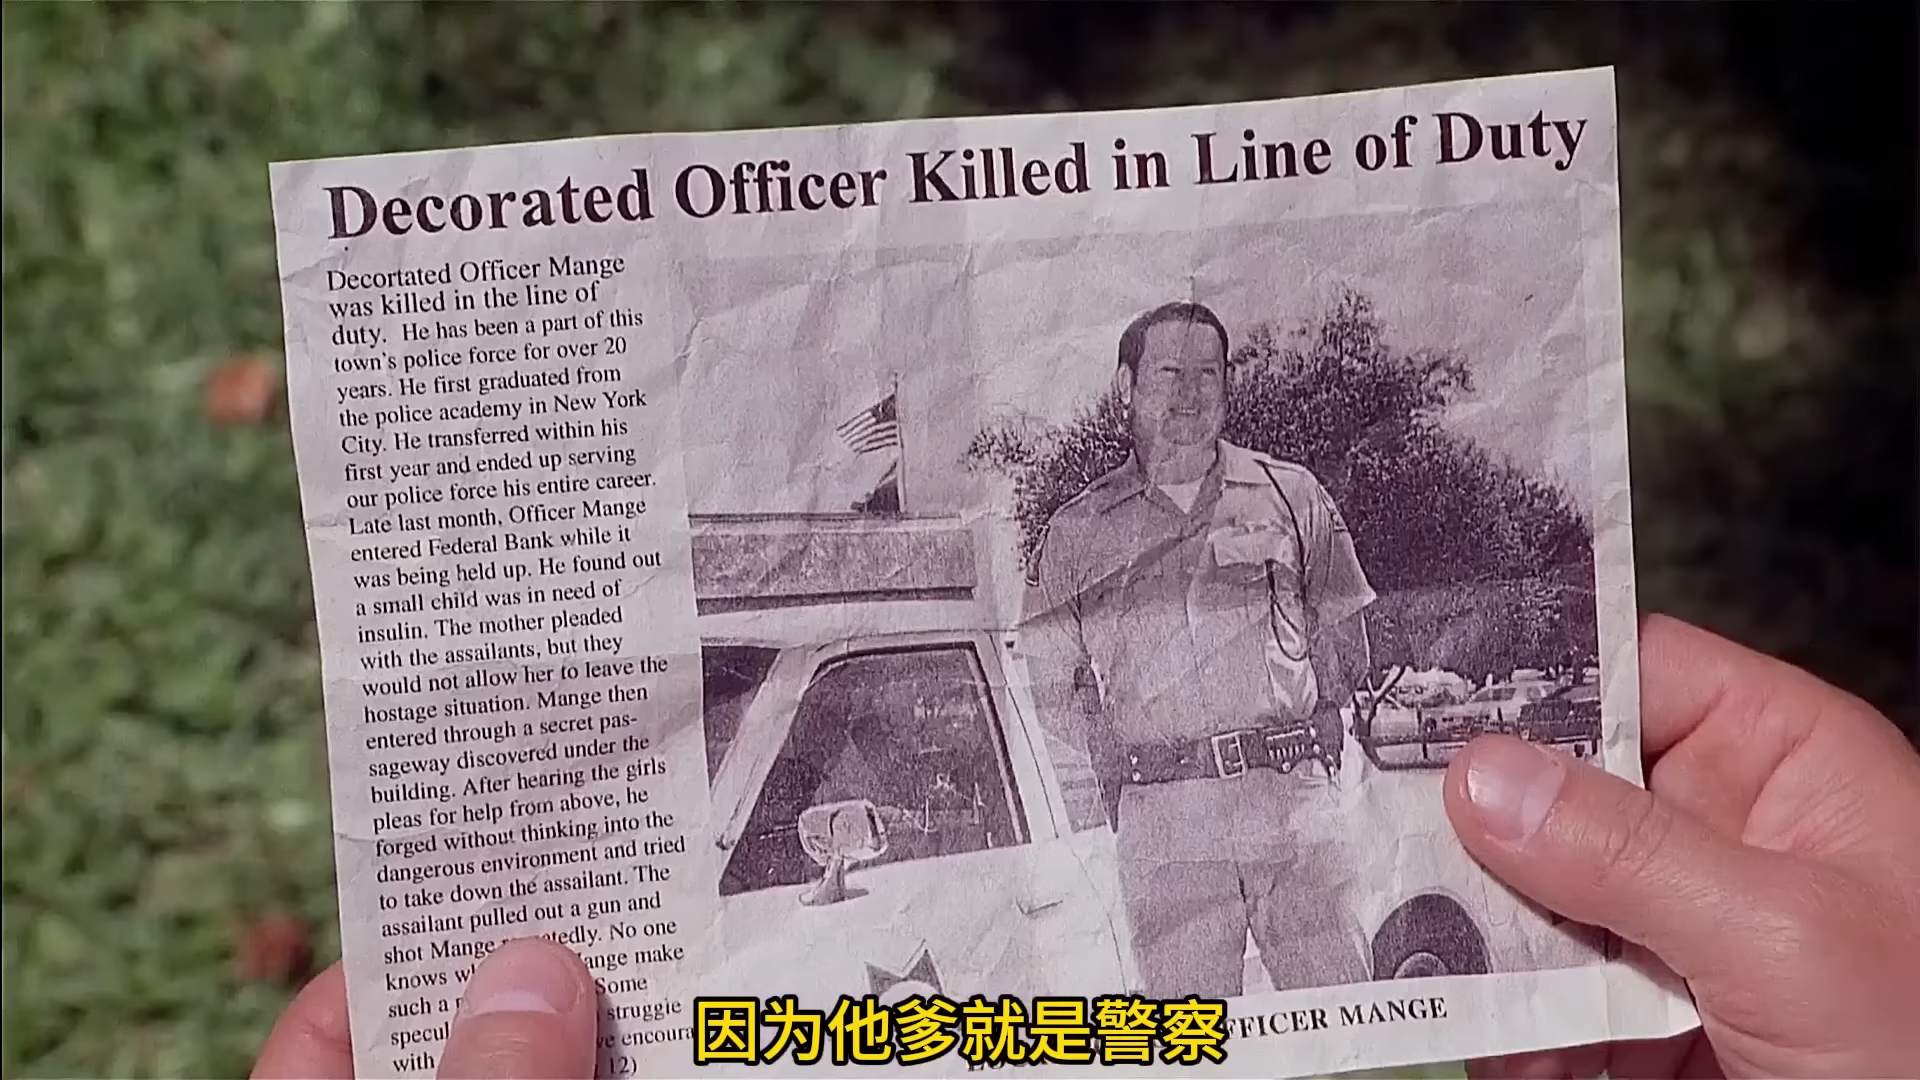 Decorated Officer Killed in Line of Duty
Decortated Officer Mange
was killed in the line of
duty. He has been a part of this
town's police force for over 20
years. He first graduated from
the police academy in New York
City. He transferred within his
first year and ended up serving
our police force his entire career.
Late last month, Officer Mange
entered Federal Bank while it
was being held up. He found out
a small child was in need of
insulin. The mother pleaded
with the assailants, but they
would not allow her to leave the
hostage situation. Mange then
entered through a secret pas-
sageway discovered under the
building. After hearing the girls
pleas for help from above, he
forged without thinking into the
dangerous environment and tried
to take down the assailant. The
assailant pulled out a gun and
shot Mange No one
knows make
such a Some
struggie
with 12)
OFFICER MANGE
因为他爹就是警察